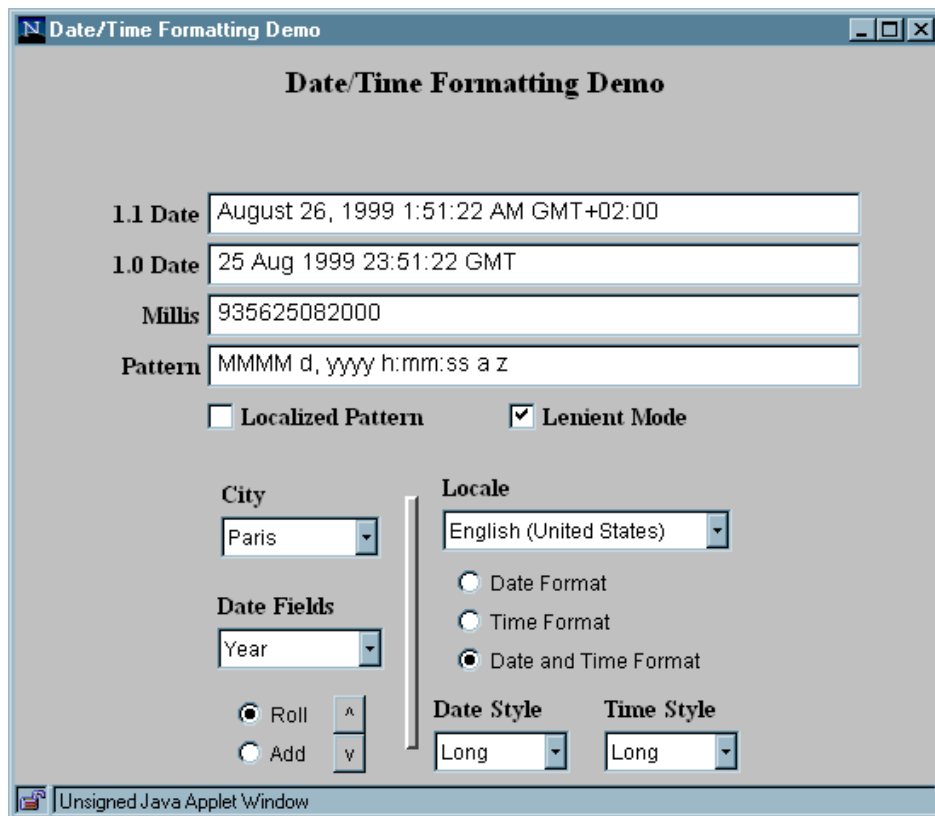 Date/Time Formatting Demo
Date/Time Formatting Demo
1.1 Date August 26, 1999 1:51:22 AM GMT+02:00
1.0 Date 25 Aug 1999 23:51:22 GMT
Millis 935625082000
Pattern MMMM d, yyyy h:mm:ss a z
Localized Pattern Lenient Mode
City
Paris
Date Fields
Year
Roll ^
Add v
Locale
English (United States)
Date Format
Time Format
Date and Time Format
Date Style Time Style
Long Long
Unsigned Java Applet Window